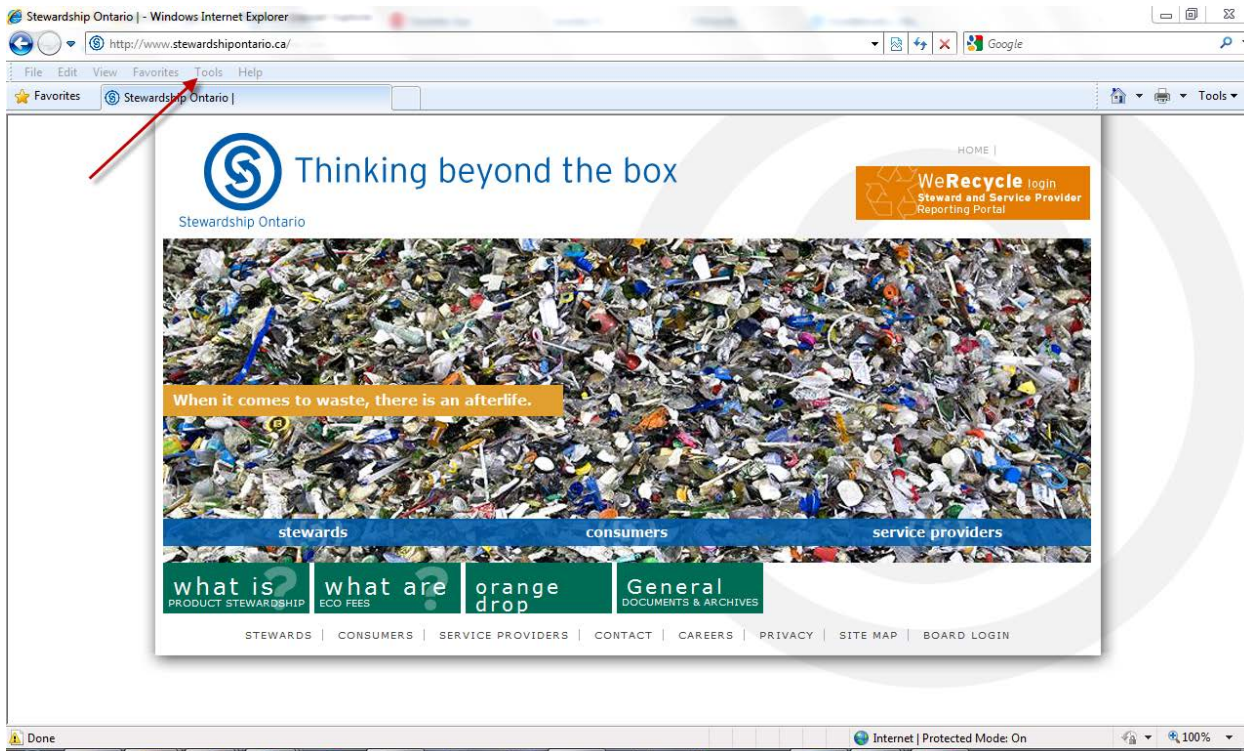 Stewardship Ontario | - Windows Internet Explorer
http://www.stewardshipontario.ca/
Google
File Edit View Favorites Tools Help
Favorites
Stewardship Ontario |
Tools
Thinking beyond the box
Stewardship Ontario
HOME |
WeRecycle login
Steward and Service Provider
Reporting Portal
When it comes to waste, there is an afterlife.
stewards consumers service providers
what is?
PRODUCT STEWARDSHIP
what are?
ECO FEES
orange
drop
General
DOCUMENTS & ARCHIVES
STEWARDS | CONSUMERS | SERVICE PROVIDERS | CONTACT | CAREERS | PRIVACY | SITE MAP | BOARD LOGIN
Done
Internet | Protected Mode: On
100%